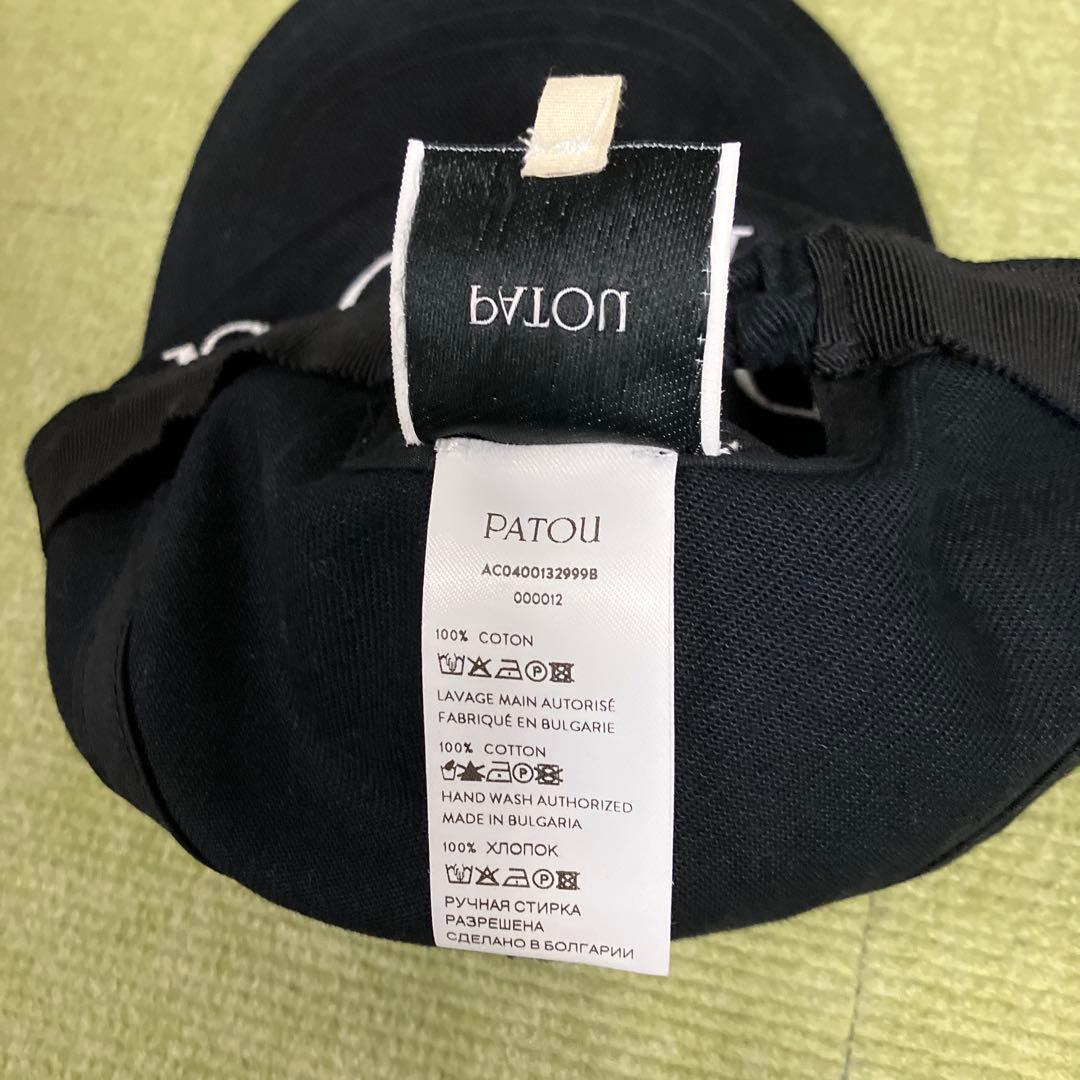 PATOU
PATOU
AC0400132999B
000012
100% COTON
LAVAGE MAIN AUTORISÉ
FABRIQUÉ EN BULGARIE
100% COTTON
HAND WASH AUTHORIZED
MADE IN BULGARIA
100% ХЛОПОК
РУЧНАЯ СТИРКА
РАЗРЕШЕНА
СДЕЛАНО В БОЛГАРИИ